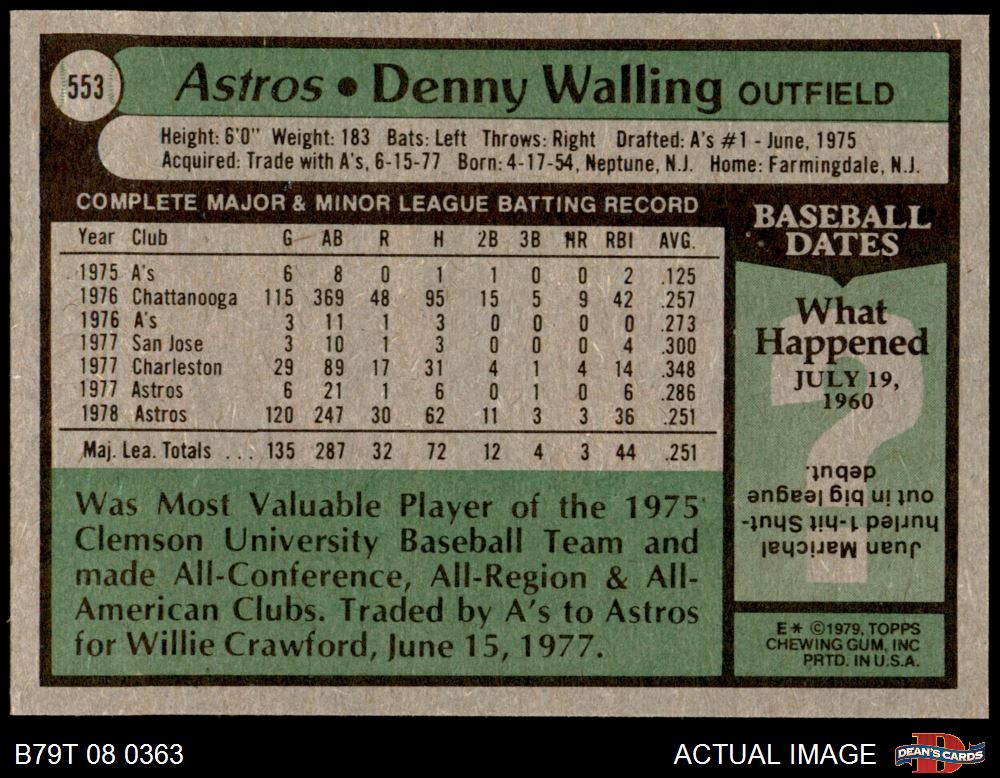 553
Astros • Denny Walling OUTFIELD
Height: 6'0" Weight: 183 Bats: Left Throws: Right Drafted: A's #1 - June, 1975
Acquired: Trade with A's, 6-15-77 Born: 4-17-54, Neptune, N.J. Home: Farmingdale, N.J.
COMPLETE MAJOR & MINOR LEAGUE BATTING RECORD
Year Club G AB R H 2B 3B HR RBI AVG.
1975 A's 6 8 0 1 1 0 0 2 .125
1976 Chattanooga 115 369 48 95 15 5 9 42 .257
1976 A's 3 11 1 3 0 0 0 0 .273
1977 San Jose 3 10 1 3 0 0 0 4 .300
1977 Charleston 29 89 17 31 4 1 4 14 .348
1977 Astros 6 21 1 6 0 1 0 6 .286
1978 Astros 120 247 30 62 11 3 3 36 .251
Maj. Lea. Totals ... 135 287 32 72 12 4 3 44 .251
Was Most Valuable Player of the 1975
Clemson University Baseball Team and
made All-Conference, All-Region & All-
American Clubs. Traded by A's to Astros
for Willie Crawford, June 15, 1977.
BASEBALL
DATES
What
Happened
JULY 19,
1960
?
Juan Marichal
hurled 1-hit Shut-
out in big league
debut.
E* ©1979, TOPPS
CHEWING GUM, INC
PRTD. IN U.S.A.
B79T 08 0363
ACTUAL IMAGE
DEAN'S CARDS